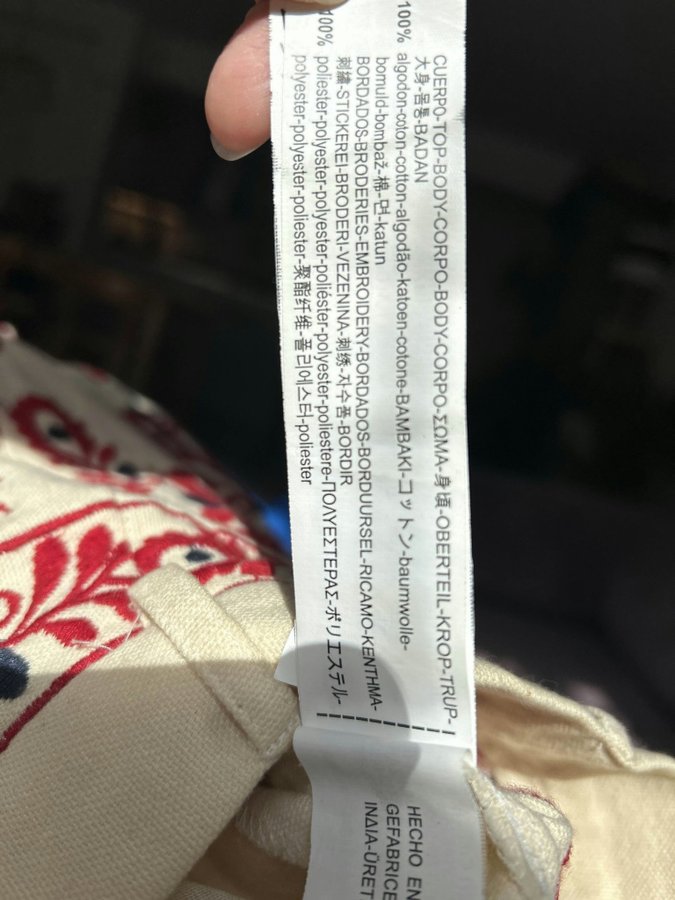 CUERPO-TOP-BODY-CORPO-BODY-CORPO-ΣΩΜΑ-身頃-OBERTEIL-KROP-TRUP-
大身-몸통-BADAN
100% algodon-coton-cotton-algodão-katoen-cotone-BAMBAKI-コットン-baumwolle-
bomuld-bombaž-棉-면-katun
BORDADOS-BRODERIES-EMBROIDERY-BORDADOS-BORDUURSEL-RICAMO-KENTHMA-
刺繍-STICKEREI-BRODERI-VEZENINA-刺绣-자수품-BORDIR
100% poliester-polyester-polyester-poliéster-polyester-poliestere-ΠΟΛΥΕΣΤΕΡΑΣ-ポリエステル-
polyester-polyester-poliester-聚酯纤维-폴리에스터-poliester
HECHO EN
GEFABRICE
ΙΝΔΙΑ-ÜRET